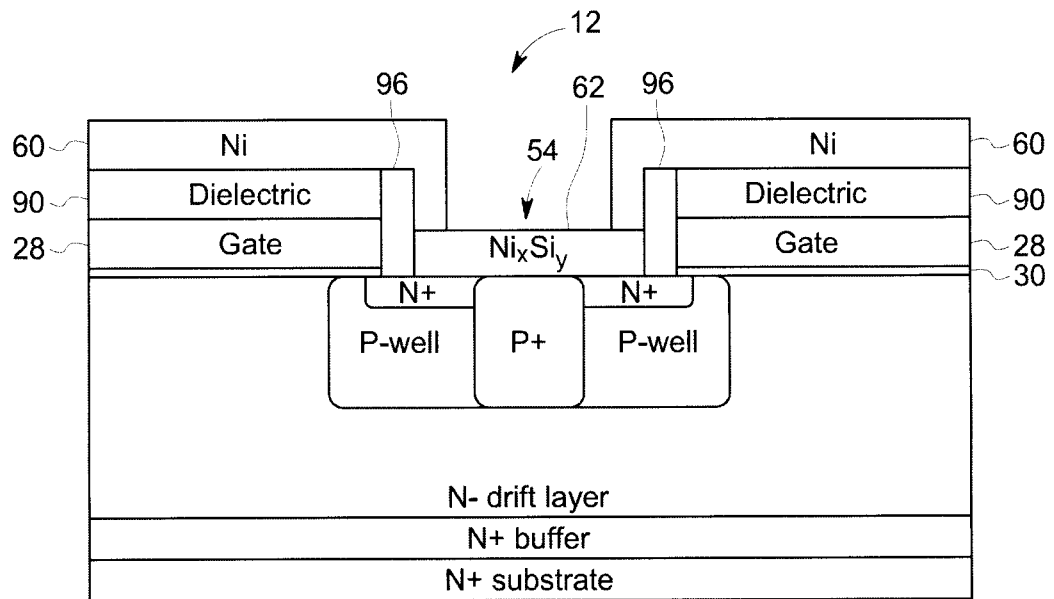 12
96
62
96
60
Ni
54
Ni
60
90
Dielectric
Dielectric
90
28
Gate
NiₓSiᵧ
Gate
28
30
N+
N+
P-well
P+
P-well
N- drift layer
N+ buffer
N+ substrate